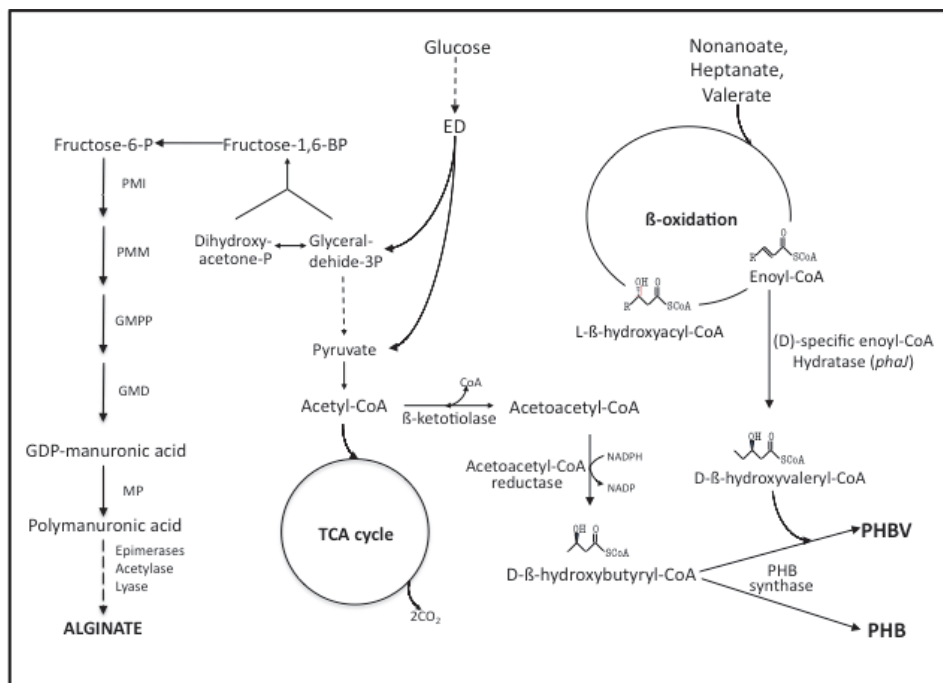 Glucose
ED
Fructose-6-P
Fructose-1,6-BP
PMI
PMM
GMPP
GMD
GDP-manuronic acid
MP
Polymanuronic acid
Epimerases
Acetylase
Lyase
ALGINATE
Dihydroxy-
acetone-P
Glyceral-
dehide-3P
Pyruvate
Acetyl-CoA
CoA
ß-ketotiolase
Acetoacetyl-CoA
TCA cycle
2CO₂
Acetoacetyl-CoA
reductase
NADPH
NADP
OH
O
SCoA
D-ß-hydroxybutyryl-CoA
Nonanoate,
Heptanate,
Valerate
ß-oxidation
O
R
SCoA
Enoyl-CoA
OH
O
R
SCoA
L-ß-hydroxyacyl-CoA
(D)-specific enoyl-CoA
Hydratase (phaJ)
OH
O
SCoA
D-ß-hydroxyvaleryl-CoA
PHBV
PHB
synthase
PHB